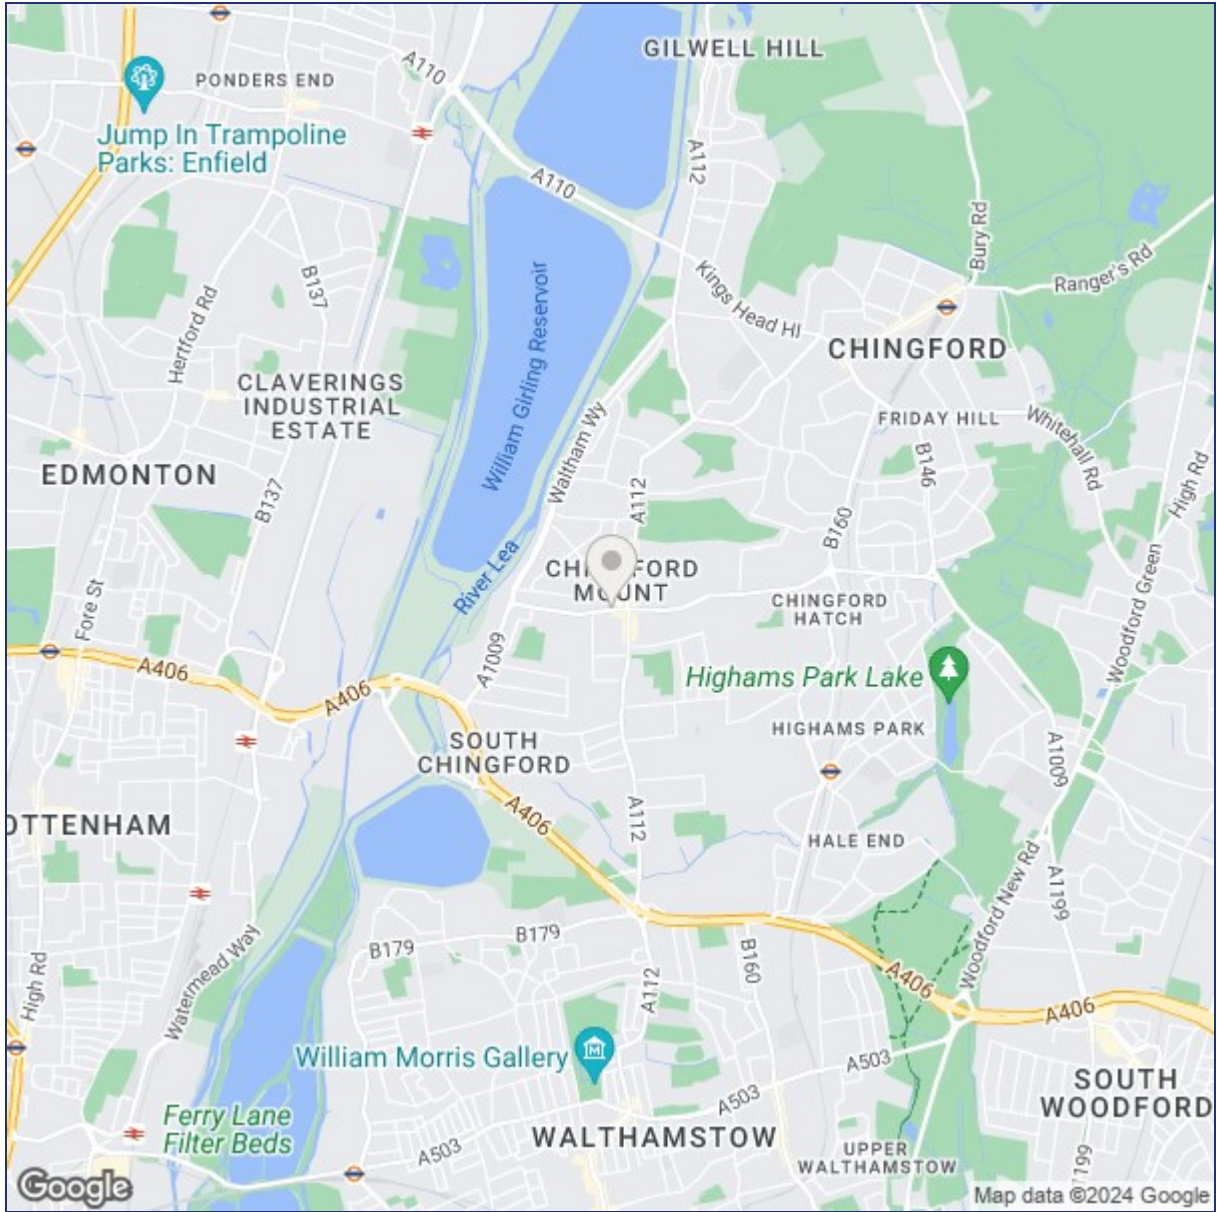 GILWELL HILL
A110
PONDERS END
Jump In Trampoline
Parks: Enfield
A112
A110
Bury Rd
Ranger's Rd
B137
Hertford Rd
Kings Head Hl
William Girling Reservoir
CHINGFORD
CLAVERINGS
INDUSTRIAL
ESTATE
Waltham Wy
FRIDAY HILL
Whitehall Rd
B146
High Rd
EDMONTON
B137
A112
B160
River Lea
CH FORD
MOUNT
CHINGFORD
HATCH
Woodford Green
Fore St
A406
A406
A1009
Highams Park Lake
HIGHAMS PARK
SOUTH
CHINGFORD
A1009
A406
A112
OTTENHAM
HALE END
Woodford New Rd
A1199
B179
B179
B160
Watermead Way
High Rd
A112
A406
A406
William Morris Gallery
A503
SOUTH
WOODFORD
A503
Ferry Lane
Filter Beds
WALTHAMSTOW
A503
UPPER
WALTHAMSTOW
1199
Google
Map data ©2024 Google